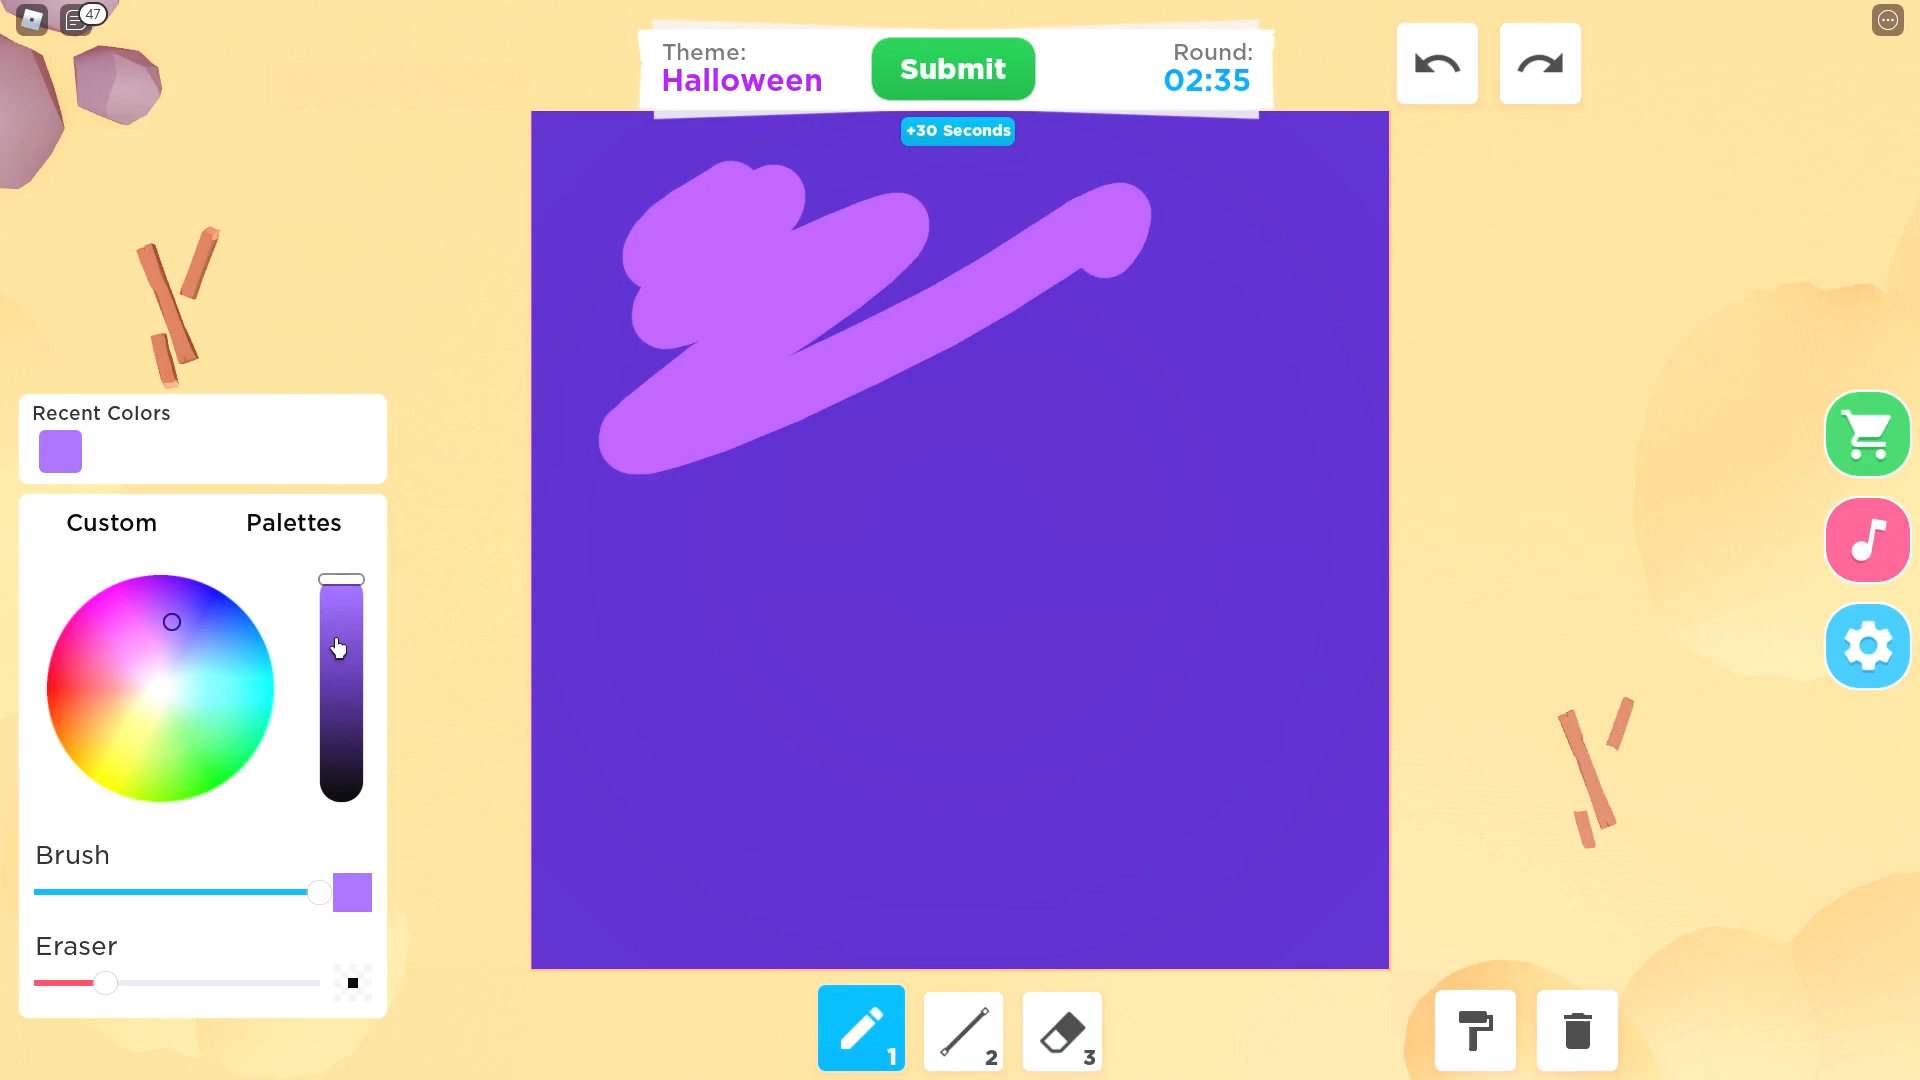 47
Theme:
Halloween
Submit
Round:
02:35
+30 Seconds
Recent Colors
Custom
Palettes
Brush
Eraser
1
2
3